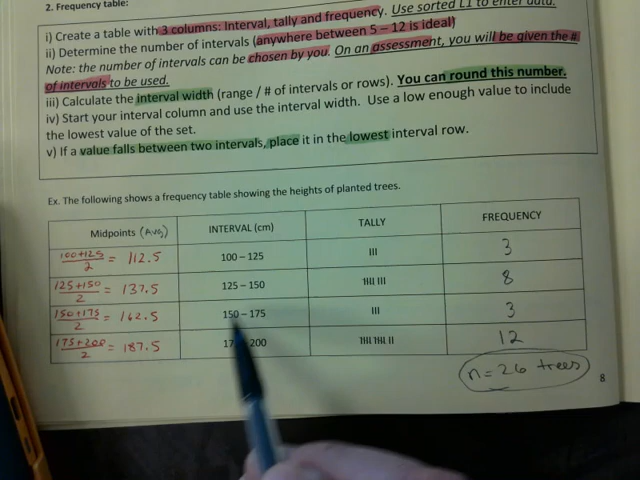 2. Frequency table:
i) Create a table with 3 columns: Interval, tally and frequency. Use sorted L1 to enter data.
ii) Determine the number of intervals (anywhere between 5 – 12 is ideal)
Note: the number of intervals can be chosen by you. On an assessment, you will be given the #
of intervals to be used.
iii) Calculate the interval width (range / # of intervals or rows). You can round this number.
iv) Start your interval column and use the interval width. Use a low enough value to include
the lowest value of the set.
v) If a value falls between two intervals, place it in the lowest interval row.
Ex. The following shows a frequency table showing the heights of planted trees.
Midpoints (Avg) INTERVAL (cm) TALLY FREQUENCY
100+125/2 = 112.5 100 – 125 III 3
125+150/2 = 137.5 125 – 150 IIII III 8
150+175/2 = 162.5 150 – 175 III 3
175+200/2 = 187.5 200 IIII IIII II 12
n = 26 trees
8